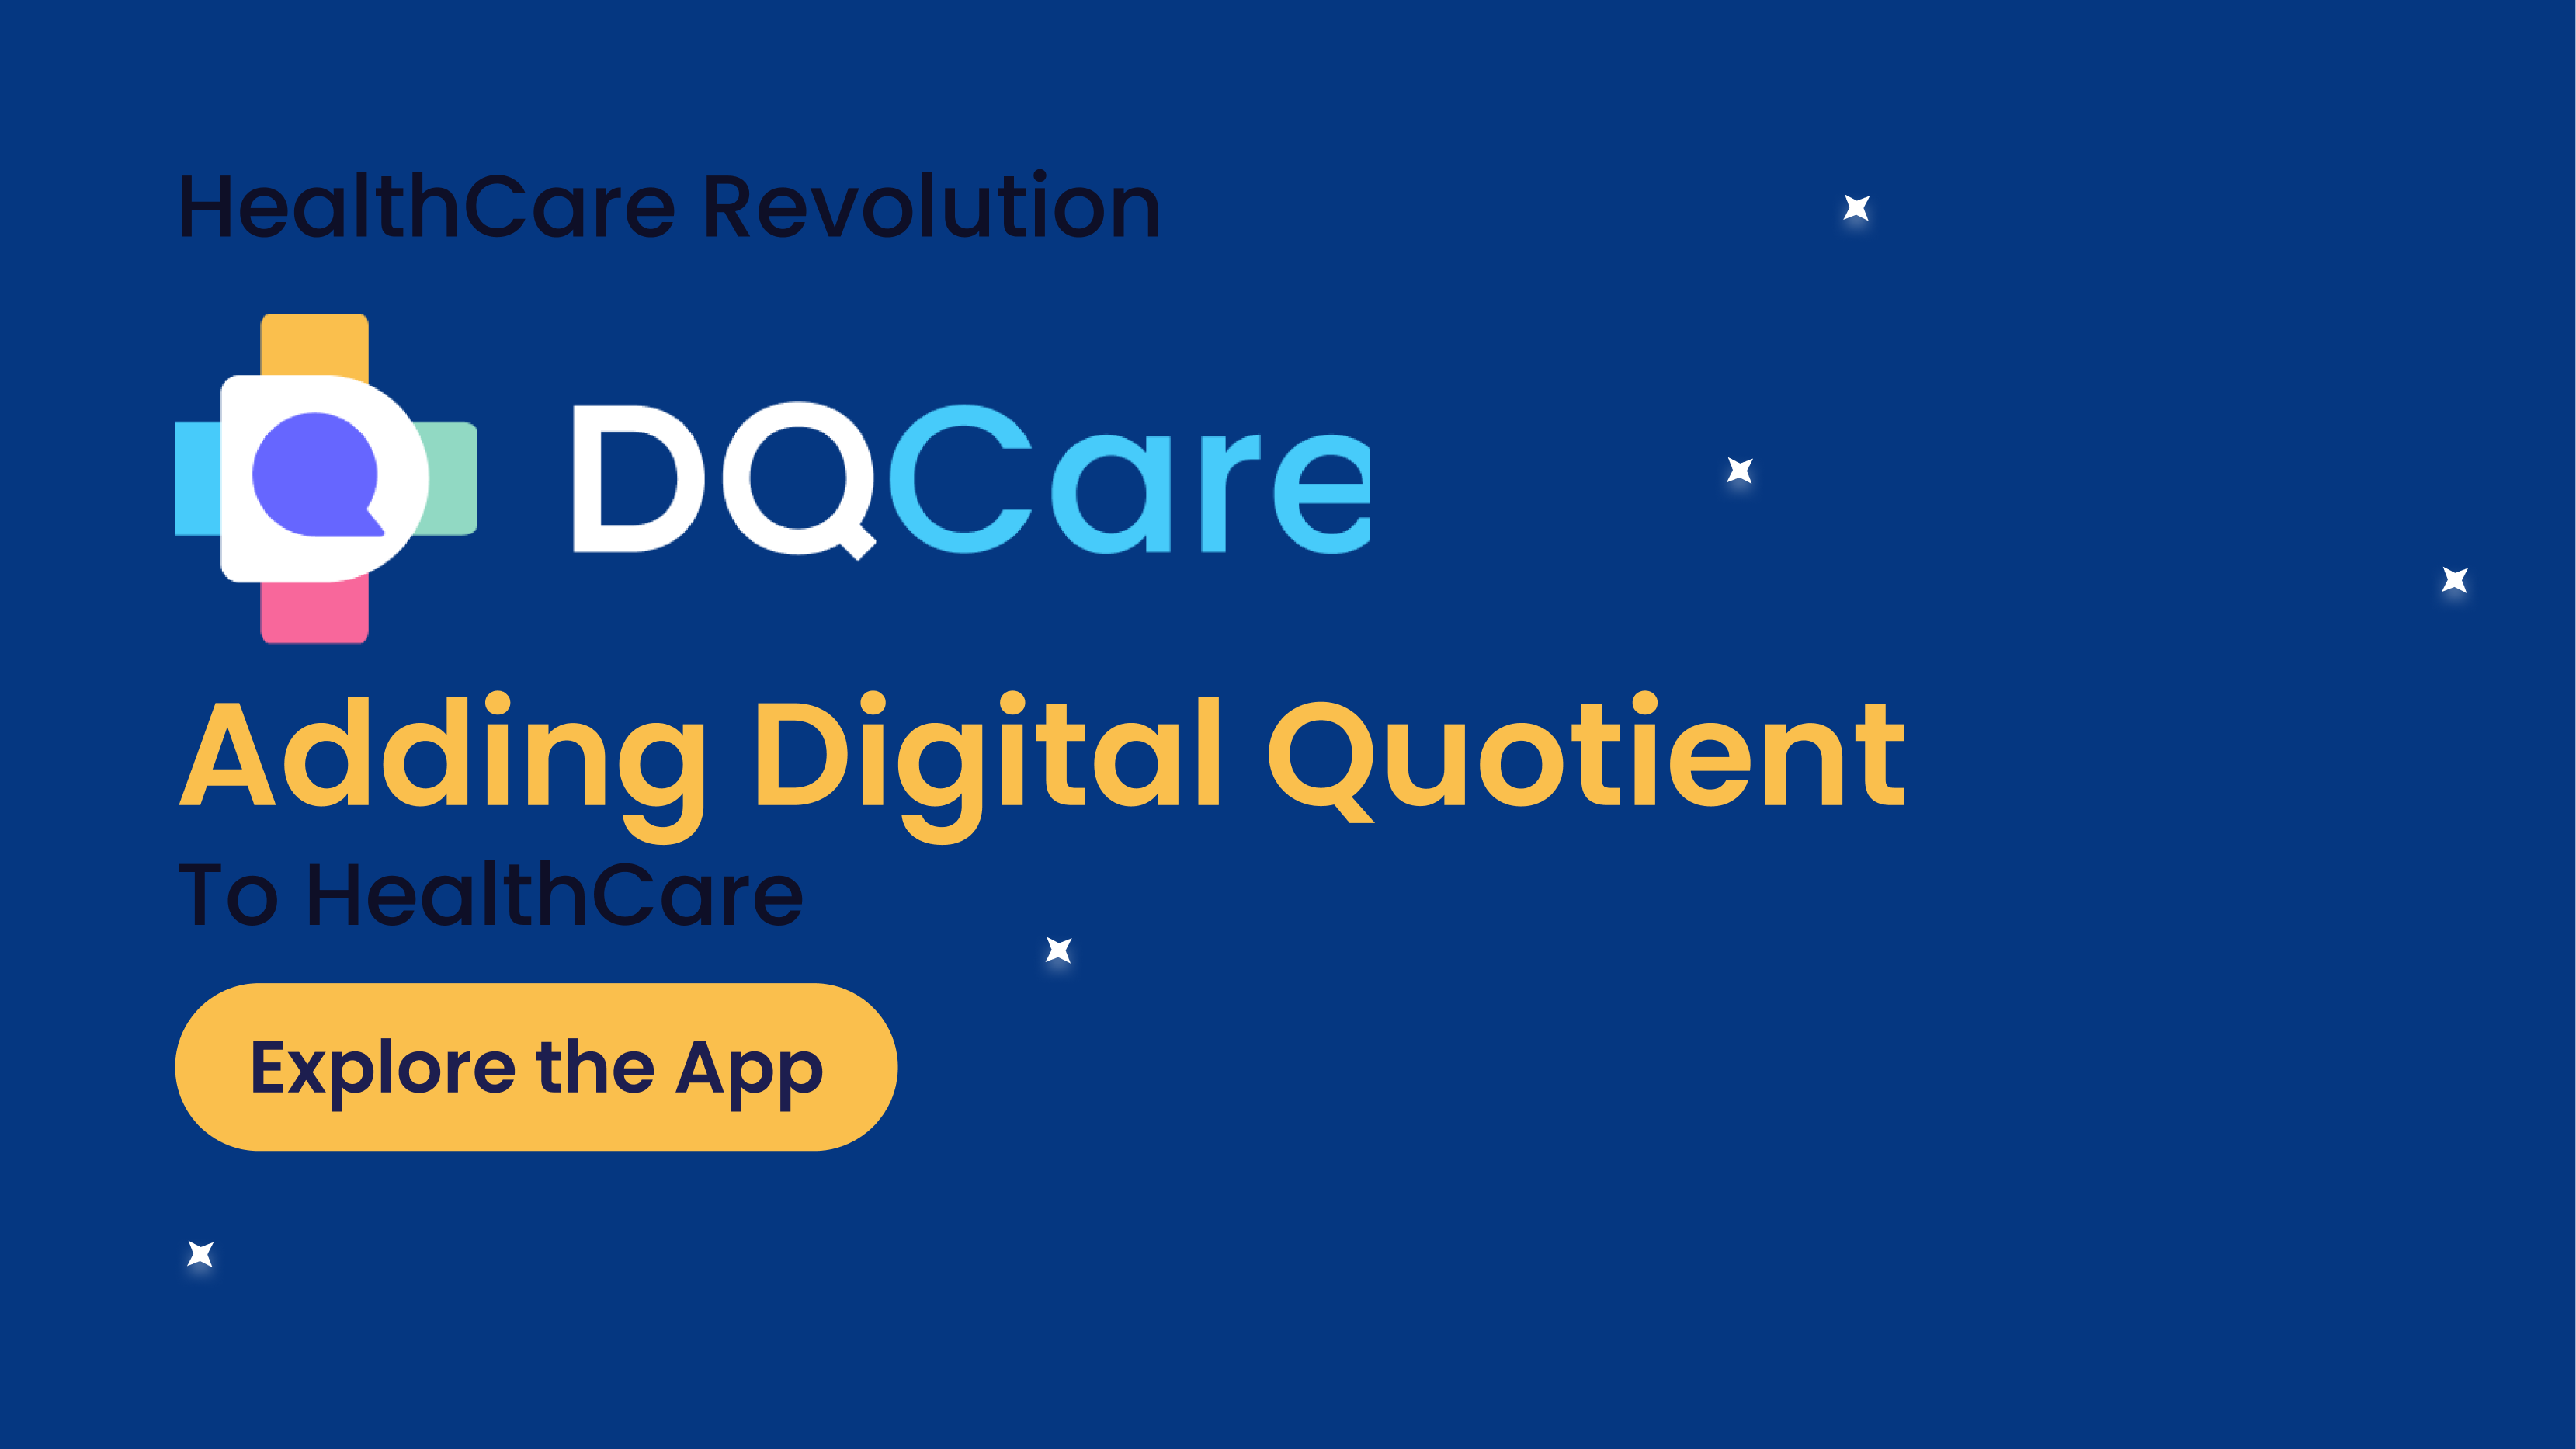 HealthCare Revolution
DQCare
Adding Digital Quotient
To HealthCare
Explore the App